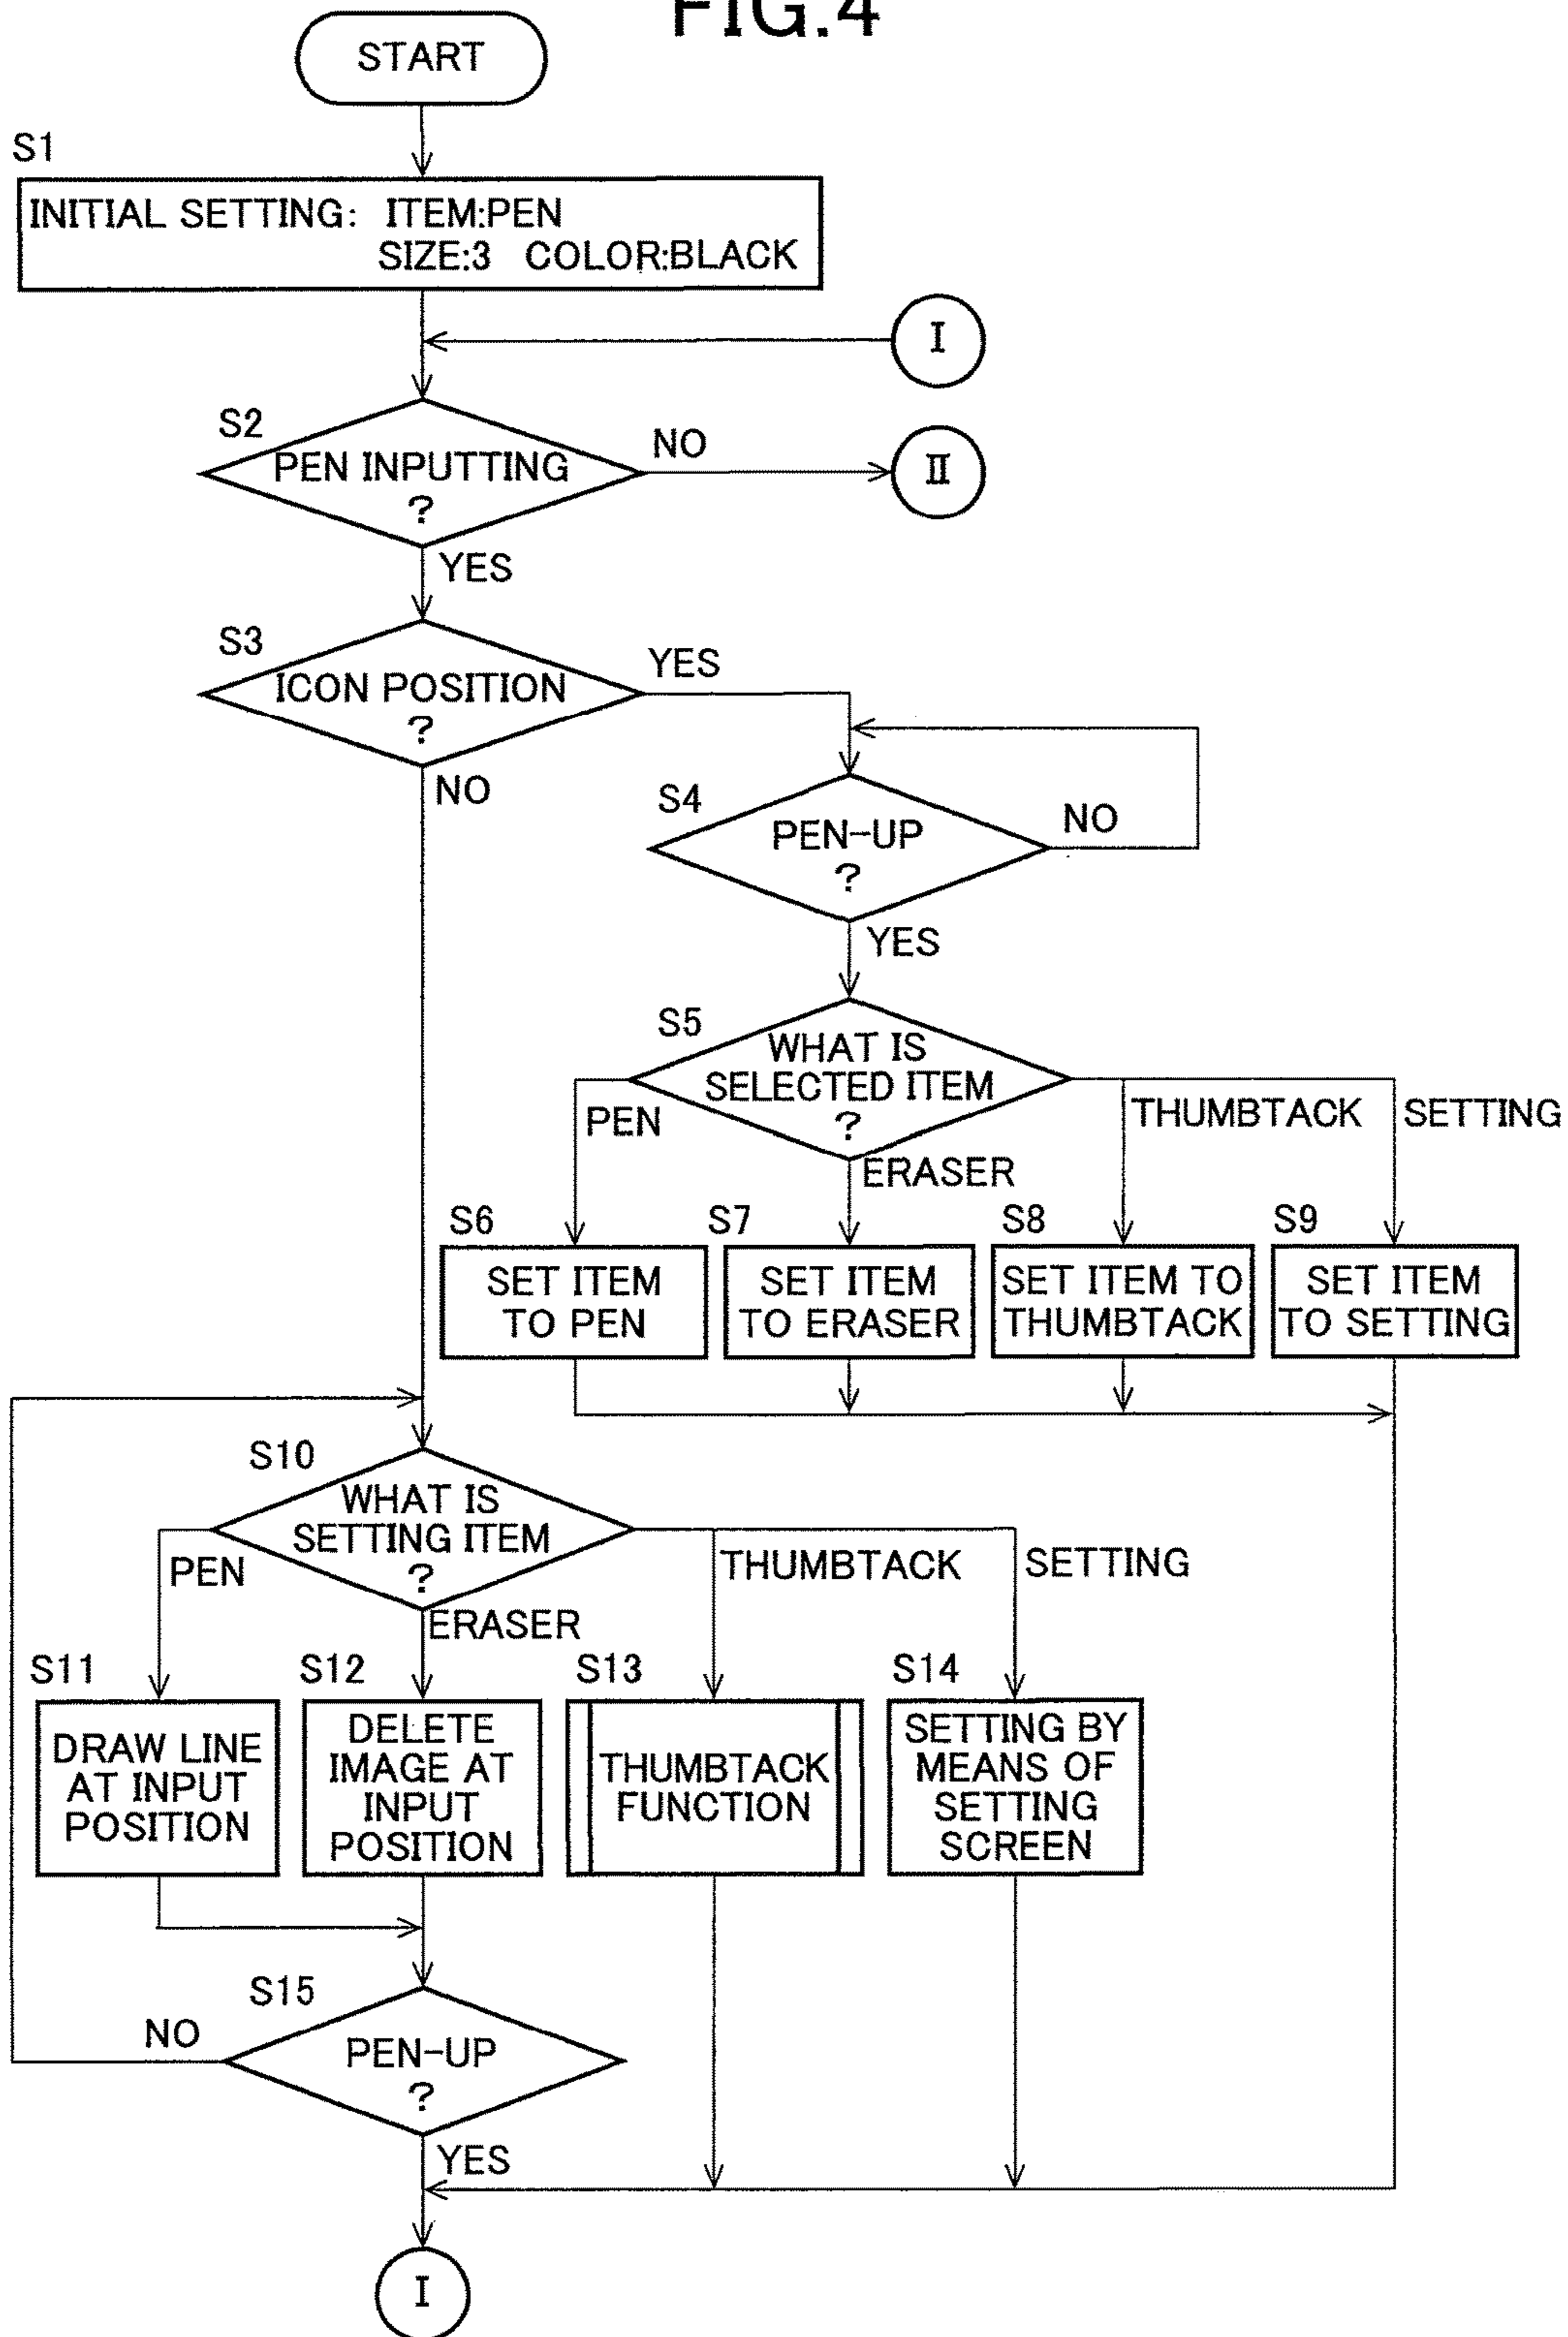 FIG.4
START
S1
INITIAL SETTING: ITEM:PEN
SIZE:3 COLOR:BLACK
I
S2
PEN INPUTTING
?
NO
II
YES
S3
ICON POSITION
?
YES
NO
S4
PEN-UP
?
NO
YES
S5
WHAT IS
SELECTED ITEM
?
PEN
ERASER
THUMBTACK
SETTING
S6
SET ITEM
TO PEN
S7
SET ITEM
TO ERASER
S8
SET ITEM TO
THUMBTACK
S9
SET ITEM
TO SETTING
S10
WHAT IS
SETTING ITEM
?
PEN
ERASER
THUMBTACK
SETTING
S11
DRAW LINE
AT INPUT
POSITION
S12
DELETE
IMAGE AT
INPUT
POSITION
S13
THUMBTACK
FUNCTION
S14
SETTING BY
MEANS OF
SETTING
SCREEN
S15
PEN-UP
?
NO
YES
I